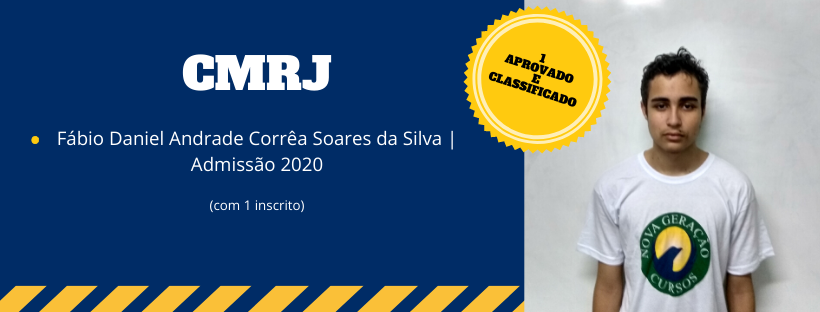 CMRJ
• Fábio Daniel Andrade Corrêa Soares da Silva |
Admissão 2020
(com 1 inscrito)
1
APROVADO
E
CLASSIFICADO
NOVA GERAÇÃO
CURSOS